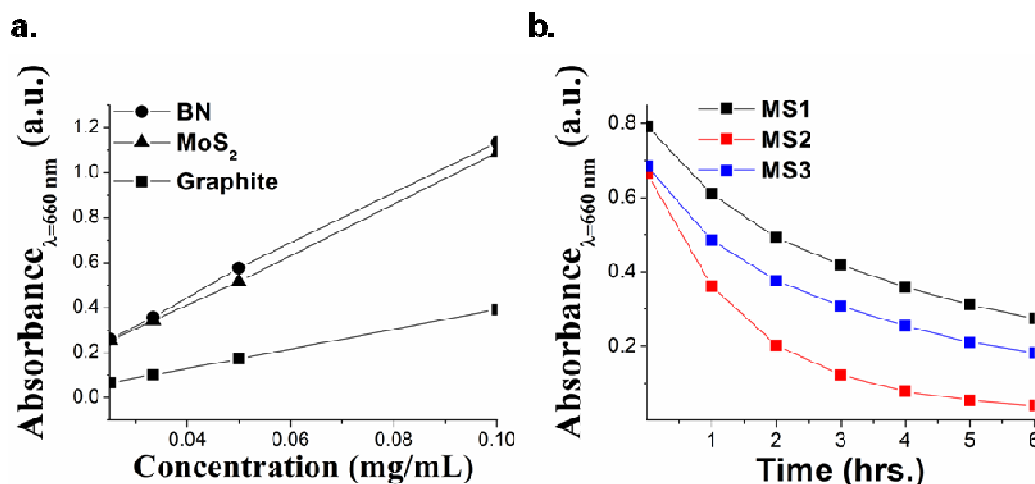 a.
Absorbance λ=660 nm (a.u.)
BN
MoS2
Graphite
1.2
1.0
0.8
0.6
0.4
0.2
0.0
0.04 0.06 0.08 0.10
Concentration (mg/mL)
b.
Absorbance λ=660 nm (a.u.)
MS1
MS2
MS3
0.8
0.6
0.4
0.2
1 2 3 4 5 6
Time (hrs.)